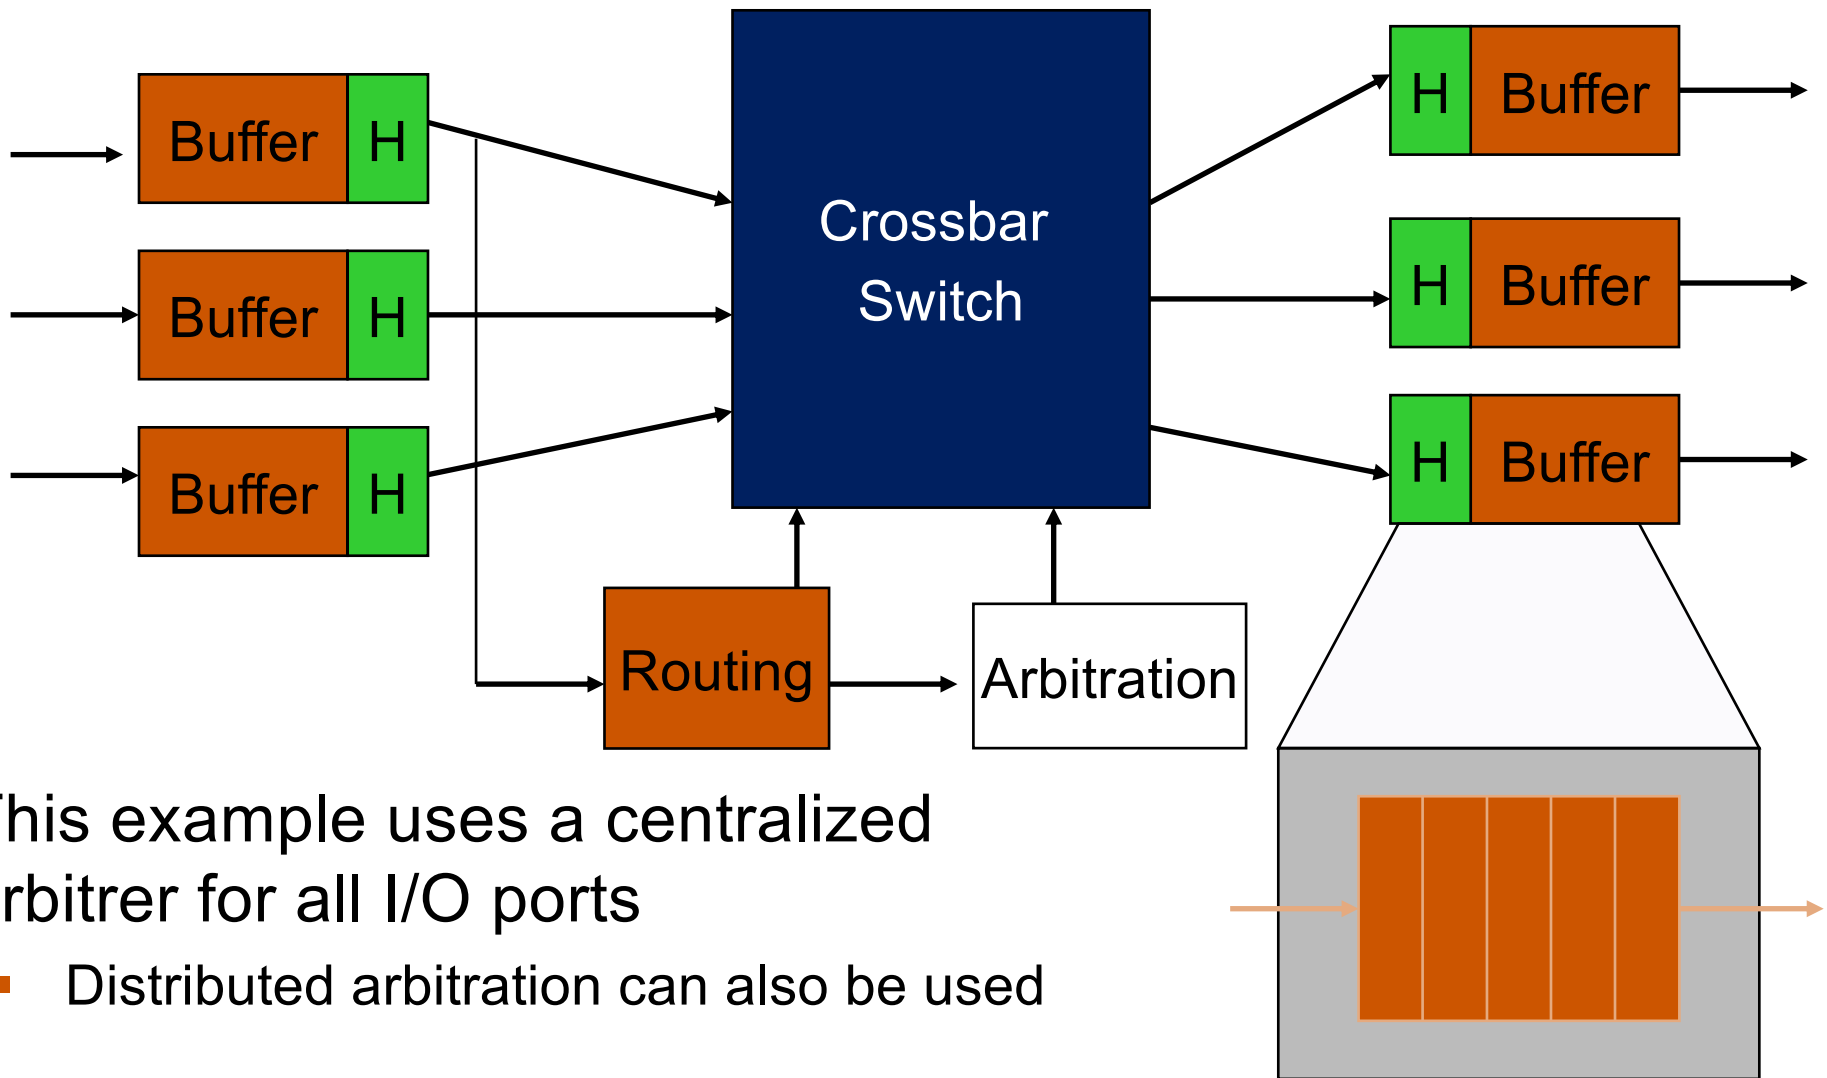 Buffer H
Buffer H
Buffer H
Crossbar
Switch
H Buffer
H Buffer
H Buffer
Routing
Arbitration
his example uses a centralized
rbitrer for all I/O ports
Distributed arbitration can also be used